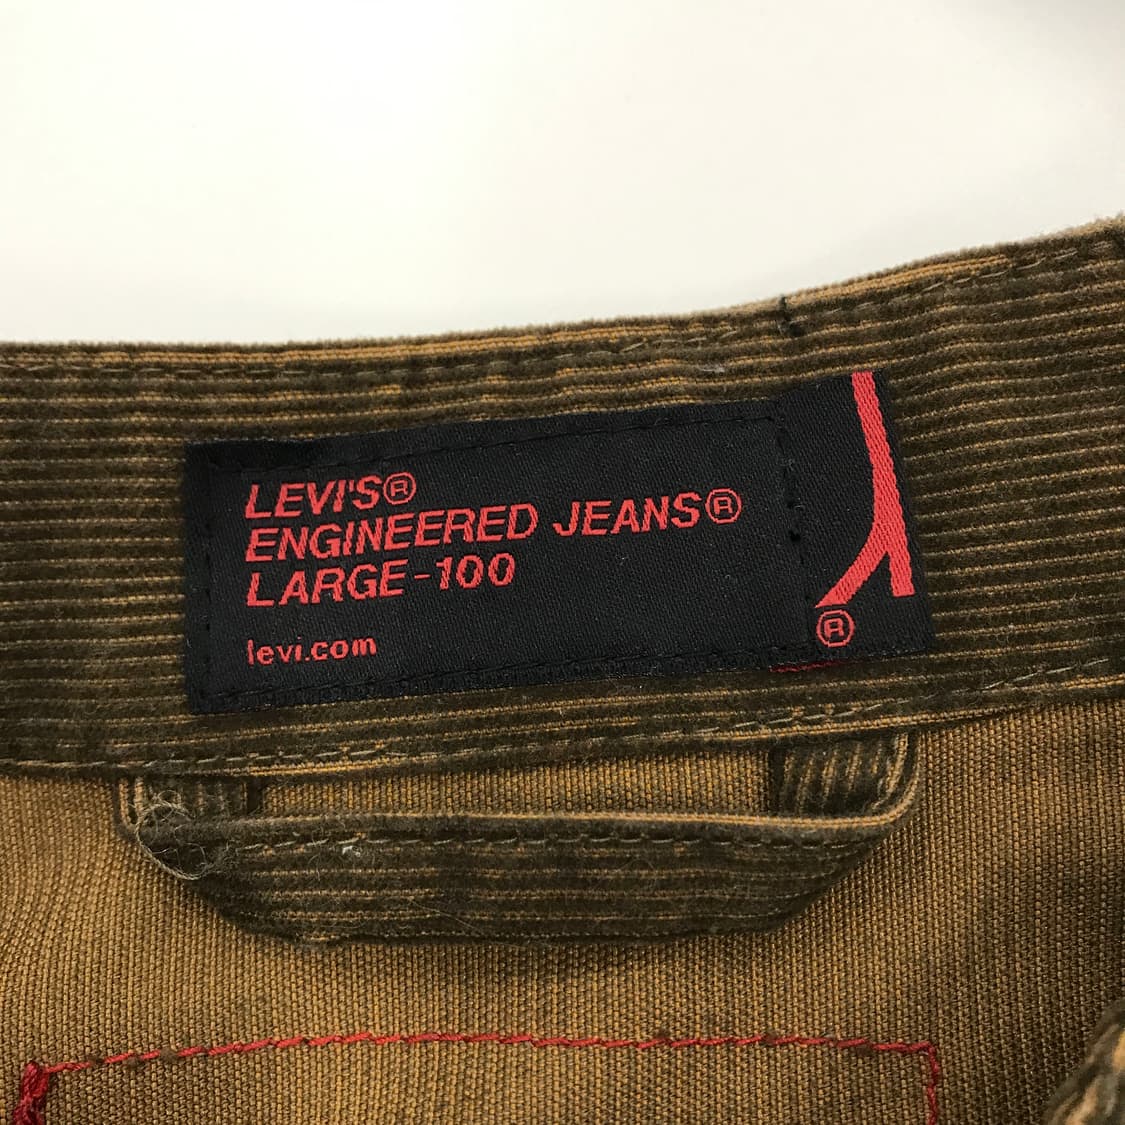 LEVI'S®
ENGINEERED JEANS®
LARGE-100
levi.com
®